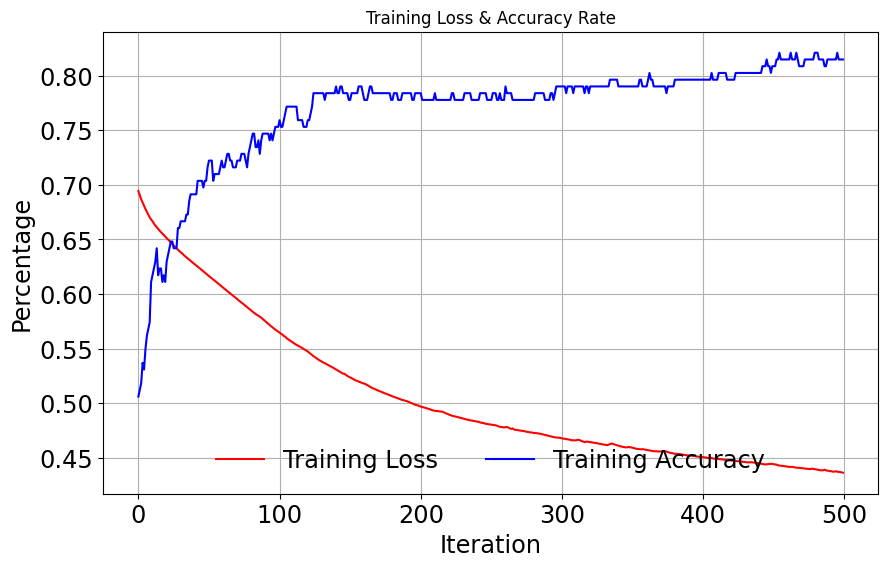 Training Loss & Accuracy Rate
Percentage
0.80
0.75
0.70
0.65
0.60
0.55
0.50
0.45
Training Loss Training Accuracy
0 100 200 300 400 500
Iteration